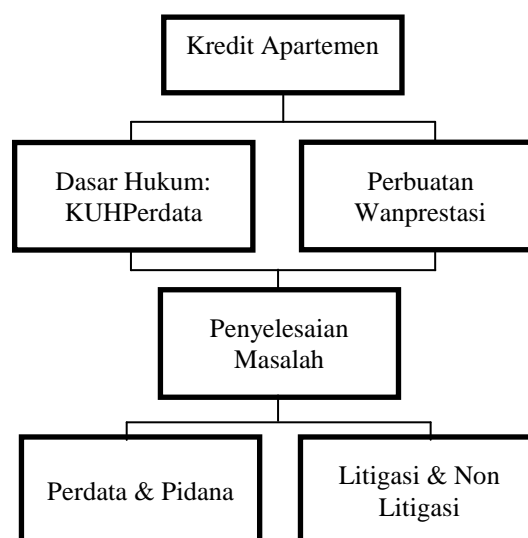 Kredit Apartemen
Dasar Hukum:
KUHPerdata
Perbuatan
Wanprestasi
Penyelesaian
Masalah
Perdata & Pidana
Litigasi & Non
Litigasi